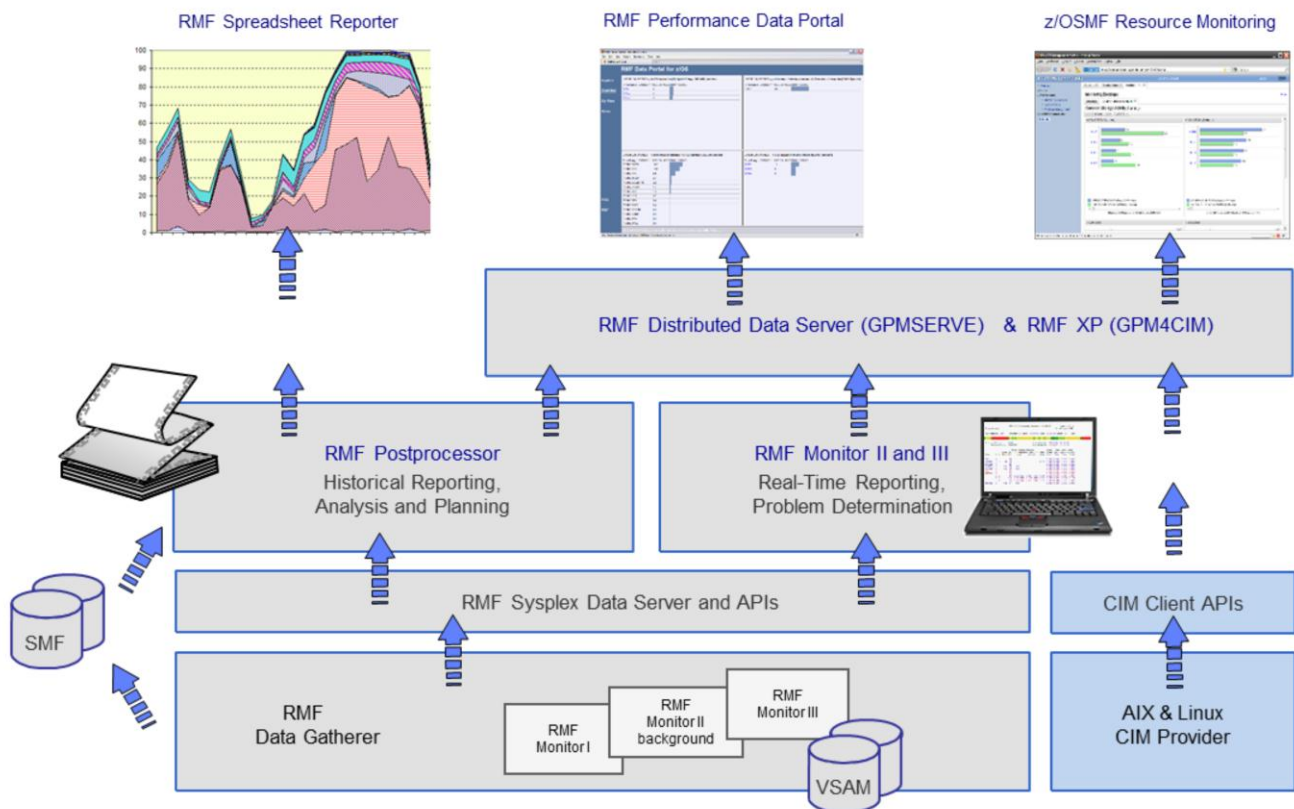 RMF Spreadsheet Reporter
RMF Performance Data Portal
z/OSMF Resource Monitoring
100
90
80
70
60
50
40
30
20
10
0
RMF Data Portal for z/OS
RMF Distributed Data Server (GPMSERVE) & RMF XP (GPM4CIM)
RMF Postprocessor
Historical Reporting,
Analysis and Planning
RMF Monitor II and III
Real-Time Reporting,
Problem Determination
SMF
RMF Sysplex Data Server and APIs
CIM Client APIs
RMF
Data Gatherer
RMF
Monitor I
RMF
Monitor II
background
RMF
Monitor III
VSAM
AIX & Linux
CIM Provider